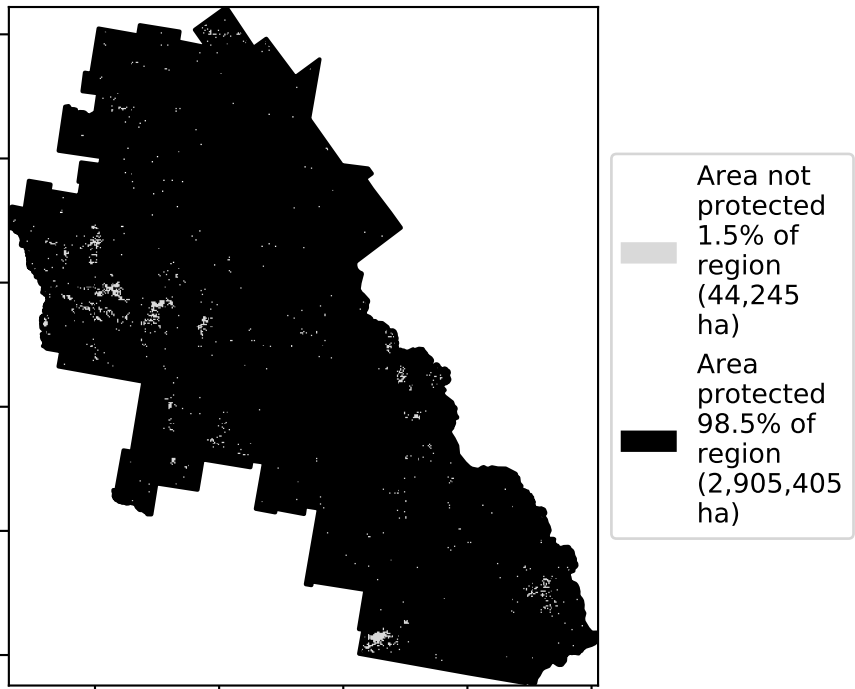 Area not
protected
1.5% of
region
(44,245
ha)
Area
protected
98.5% of
region
(2,905,405
ha)